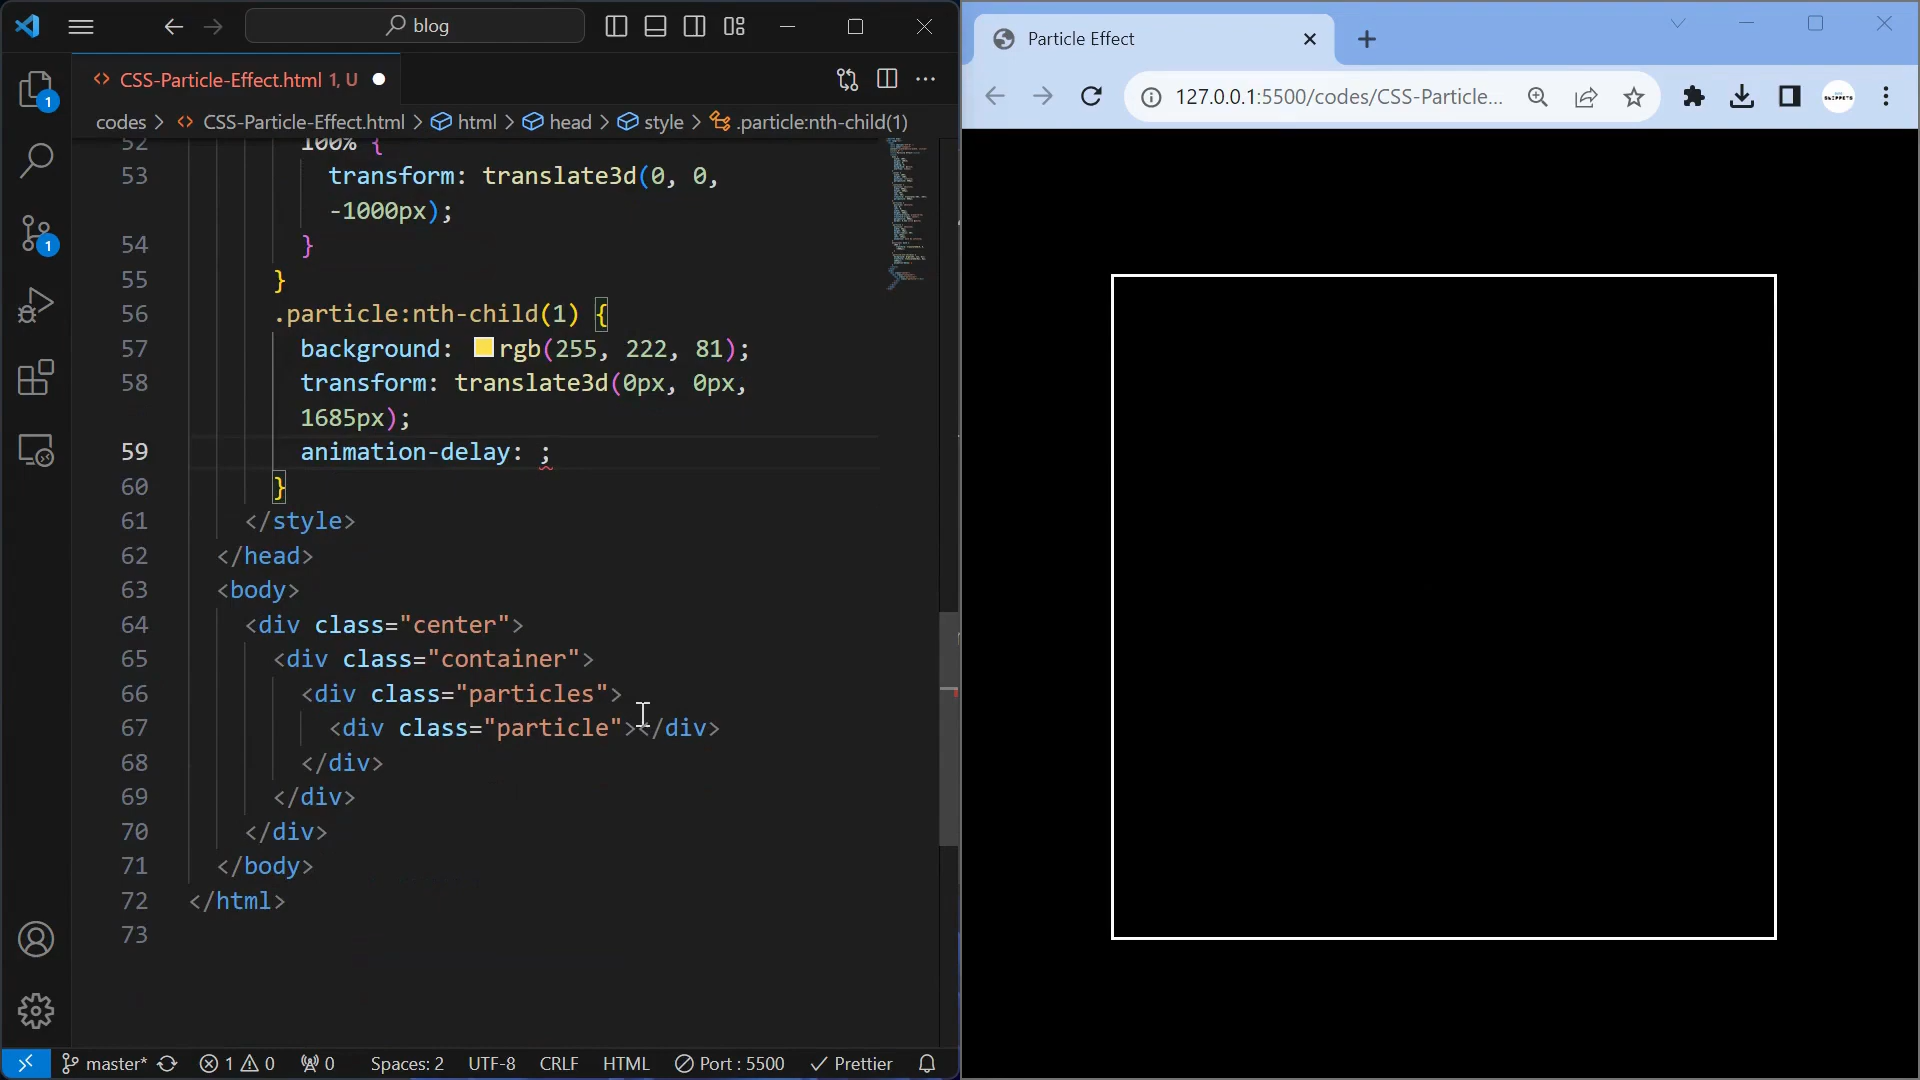 blog
CSS-Particle-Effect.html 1, U
codes > CSS-Particle-Effect.html > html > head > style > .particle:nth-child(1)
52 100% {
53 transform: translate3d(0, 0,
-1000px);
54 }
55 }
56 .particle:nth-child(1) {
57 background: rgb(255, 222, 81);
58 transform: translate3d(0px, 0px,
1685px);
59 animation-delay: ;
60 }
61 </style>
62 </head>
63 <body>
64 <div class="center">
65 <div class="container">
66 <div class="particles">
67 <div class="particle"></div>
68 </div>
69 </div>
70 </div>
71 </body>
72 </html>
73
1
1
master* 1 0 0 Spaces: 2 UTF-8 CRLF HTML Port : 5500 Prettier
Particle Effect
127.0.0.1:5500/codes/CSS-Particle...